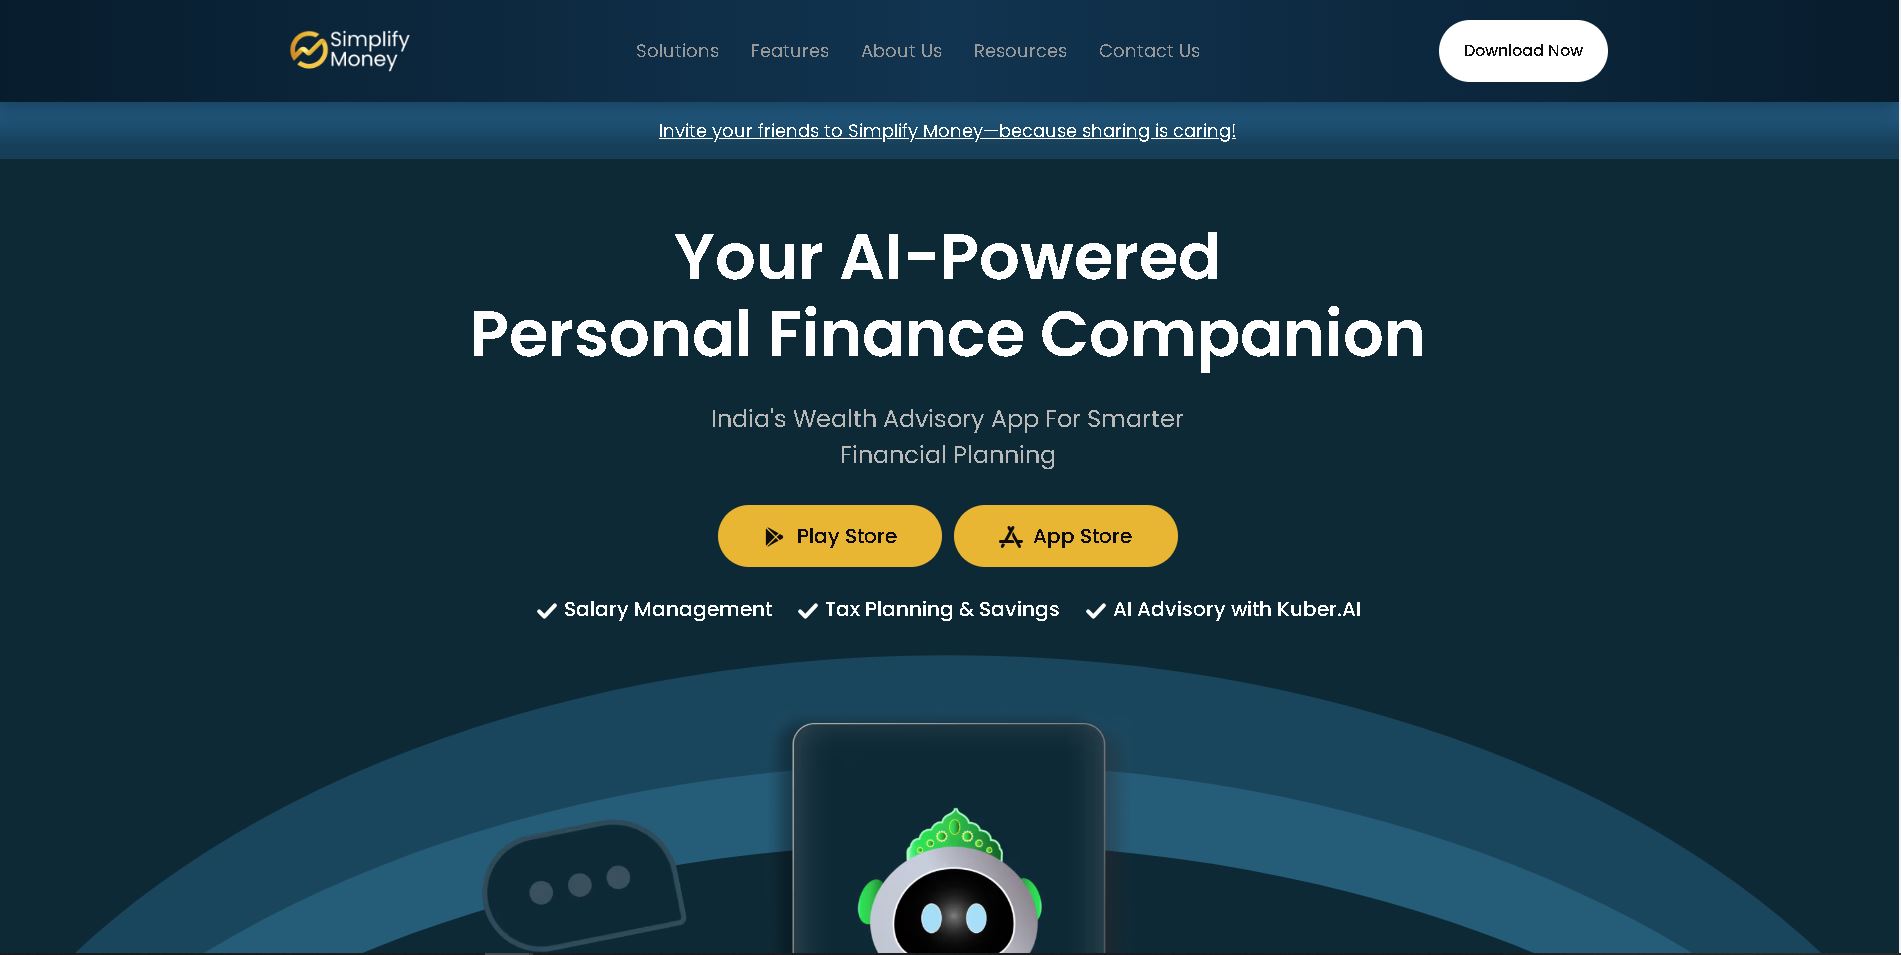 Simplify
Money
Solutions
Features
About Us
Resources
Contact Us
Download Now
Invite your friends to Simplify Money—because sharing is caring!
Your AI-Powered
Personal Finance Companion
India's Wealth Advisory App For Smarter
Financial Planning
Play Store
App Store
Salary Management
Tax Planning & Savings
AI Advisory with Kuber.AI